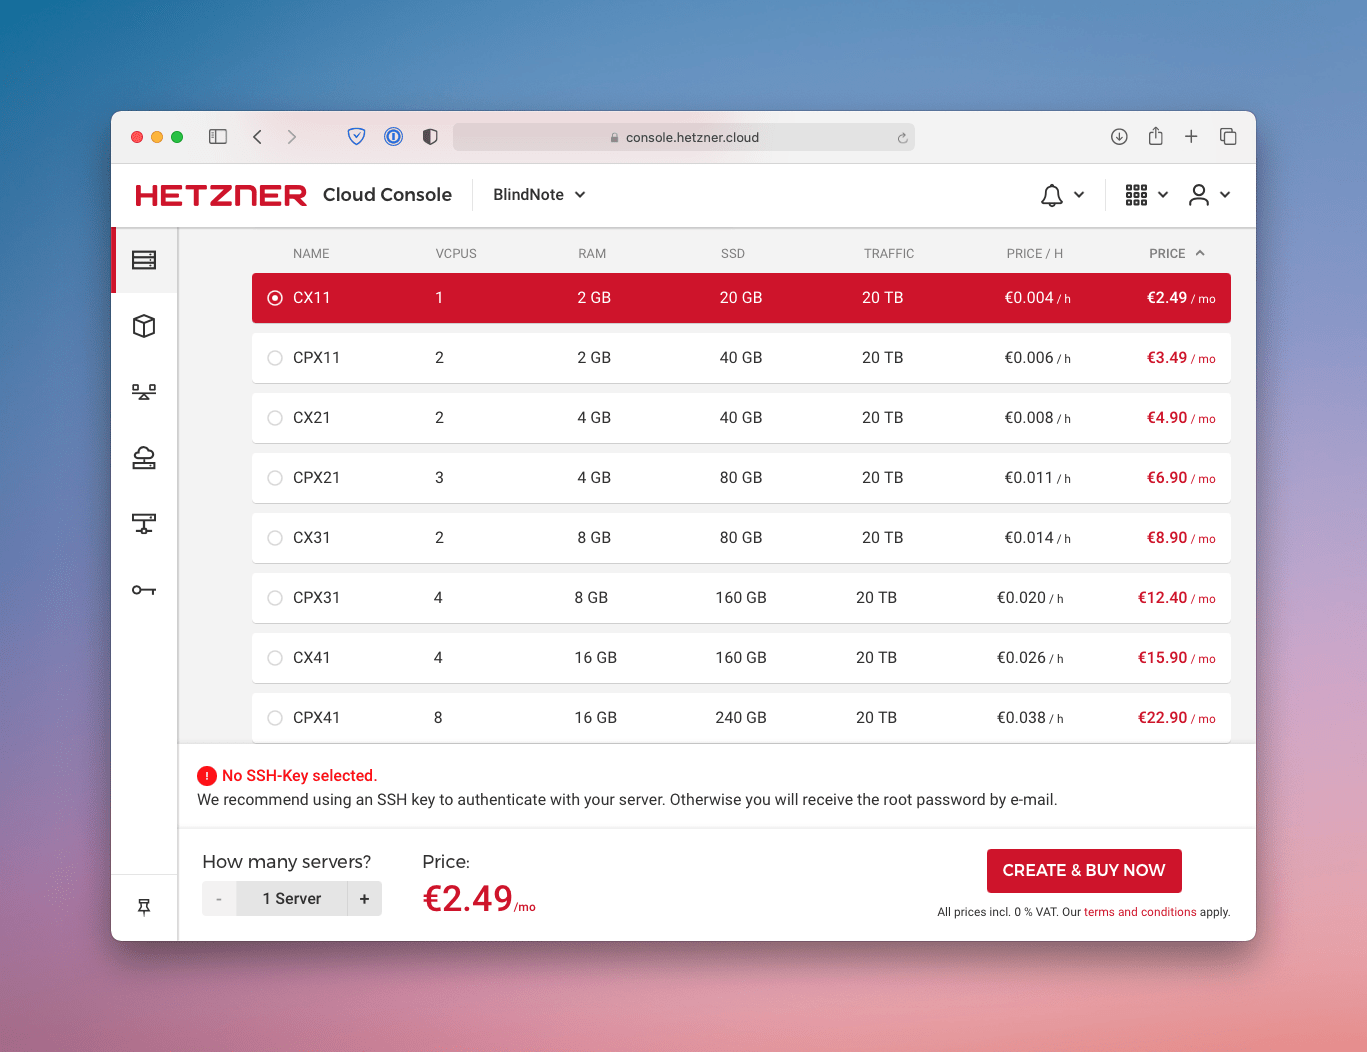 console.hetzner.cloud
HETZNER Cloud Console BlindNote
NAME VCPUS RAM SSD TRAFFIC PRICE / H PRICE
CX11 1 2 GB 20 GB 20 TB €0.004 / h €2.49 / mo
CPX11 2 2 GB 40 GB 20 TB €0.006 / h €3.49 / mo
CX21 2 4 GB 40 GB 20 TB €0.008 / h €4.90 / mo
CPX21 3 4 GB 80 GB 20 TB €0.011 / h €6.90 / mo
CX31 2 8 GB 80 GB 20 TB €0.014 / h €8.90 / mo
CPX31 4 8 GB 160 GB 20 TB €0.020 / h €12.40 / mo
CX41 4 16 GB 160 GB 20 TB €0.026 / h €15.90 / mo
CPX41 8 16 GB 240 GB 20 TB €0.038 / h €22.90 / mo
! No SSH-Key selected.
We recommend using an SSH key to authenticate with your server. Otherwise you will receive the root password by e-mail.
How many servers? Price:
- 1 Server + €2.49/mo
CREATE & BUY NOW
All prices incl. 0 % VAT. Our terms and conditions apply.